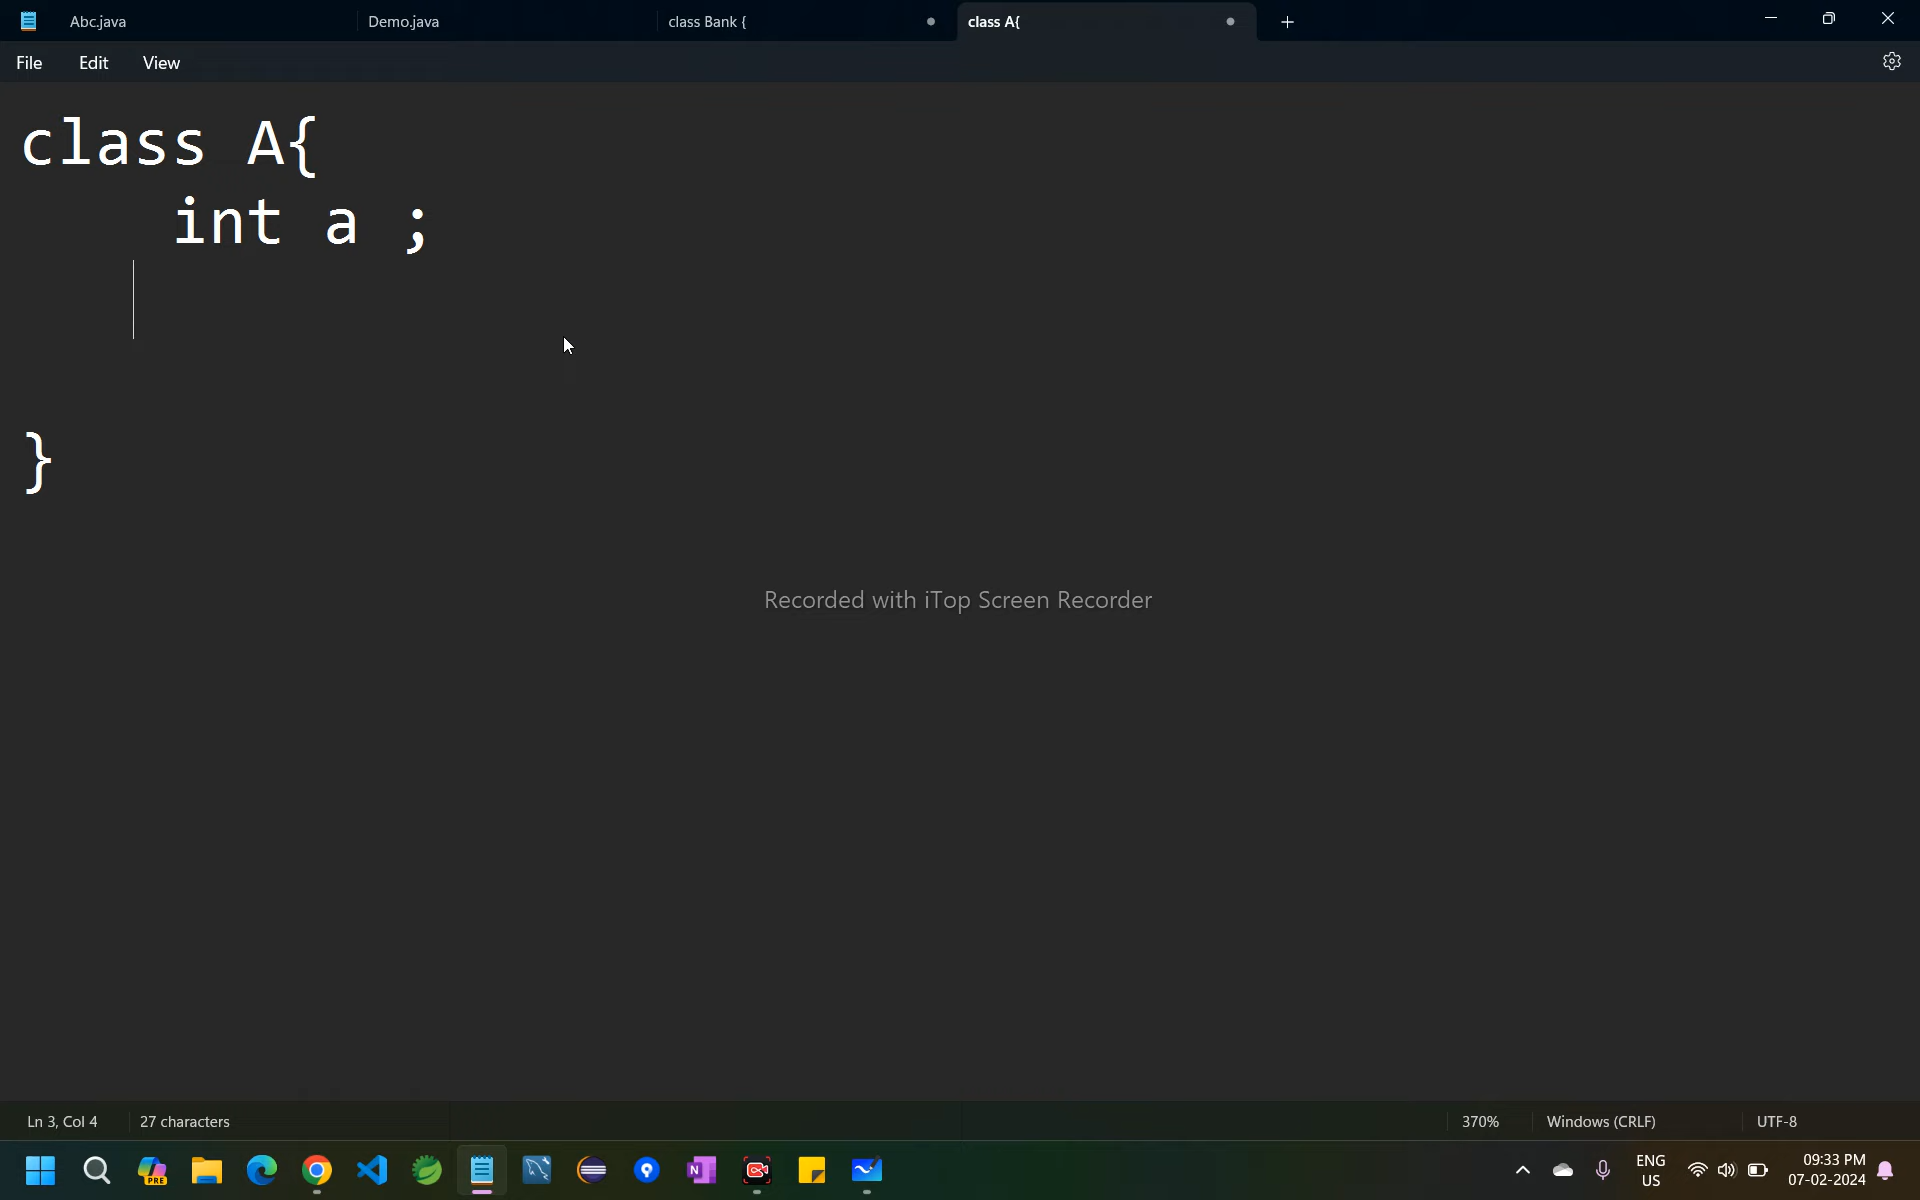 Abc.java
Demo.java
class Bank {
class A{
File Edit View
class A{
int a ;
}
Recorded with iTop Screen Recorder
Ln 3, Col 4
27 characters
370%
Windows (CRLF)
UTF-8
PRE
N
ENG
US
09:33 PM
07-02-2024